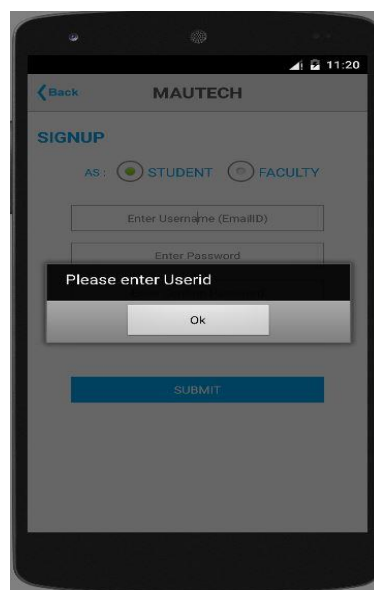 11:20
Back MAUTECH
SIGNUP
AS: STUDENT FACULTY
Enter Username (EmailID)
Enter Password
Please enter Userid
Ok
SUBMIT